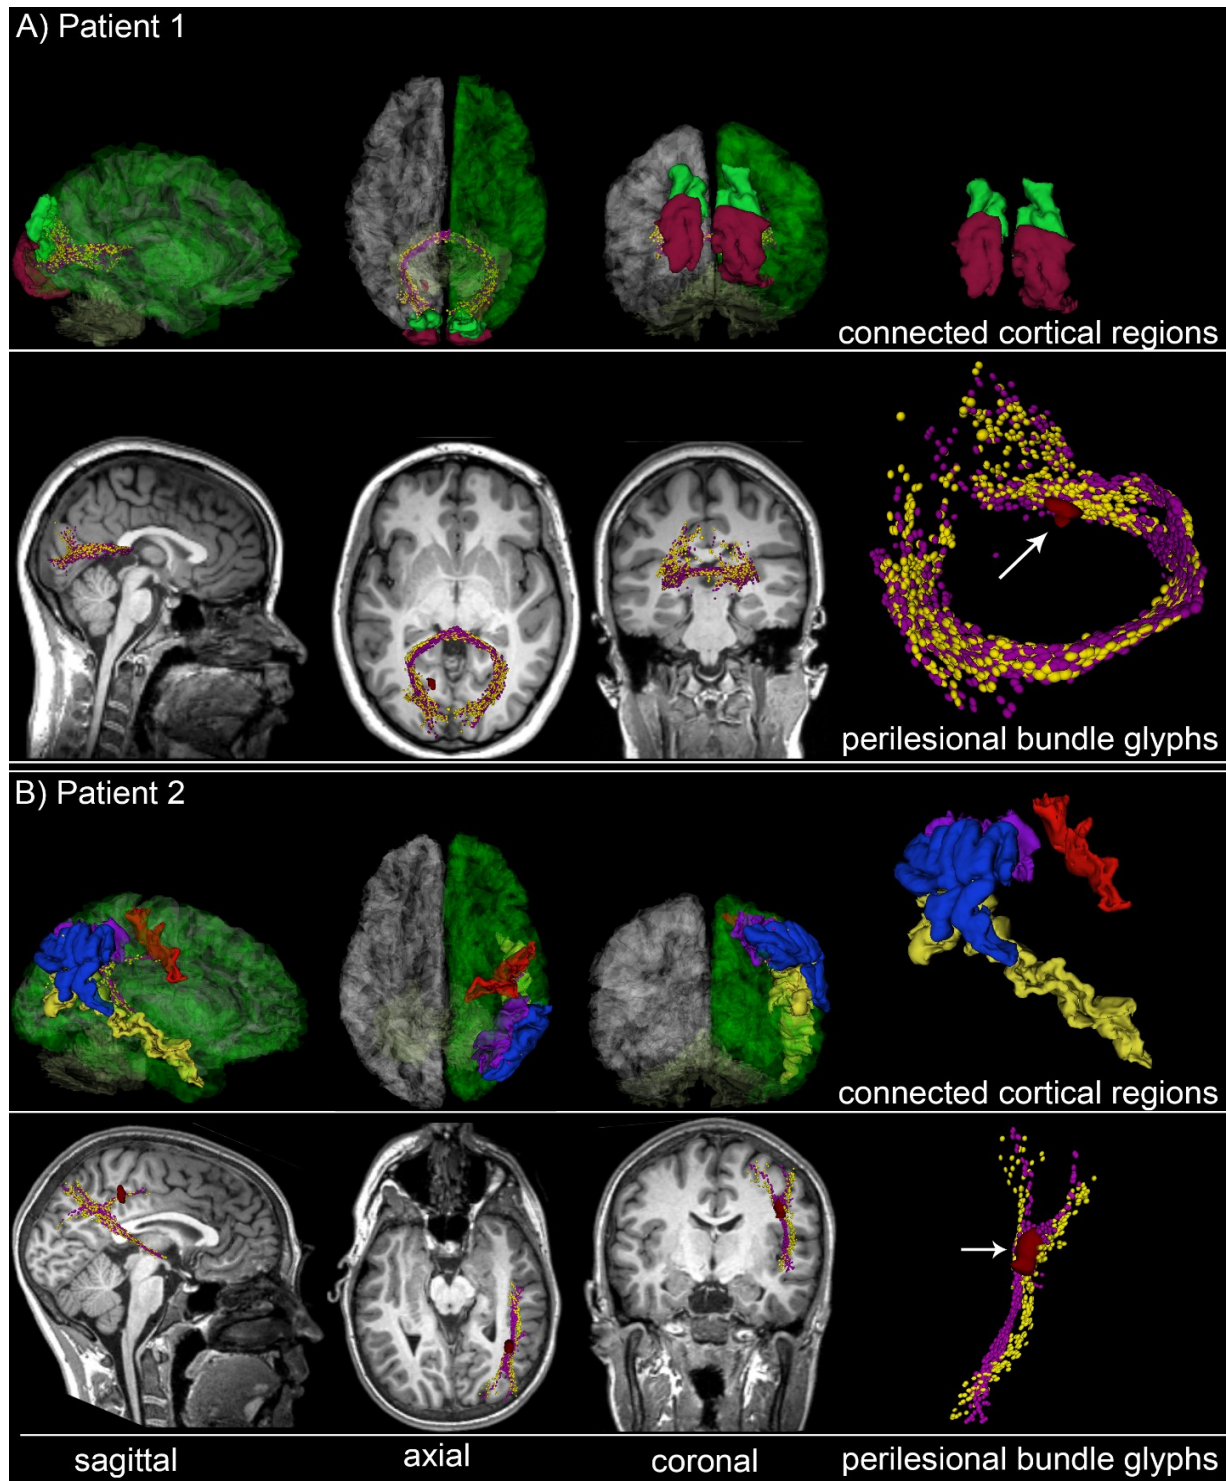 A) Patient 1
connected cortical regions
perilesional bundle glyphs
B) Patient 2
connected cortical regions
sagittal
axial
coronal
perilesional bundle glyphs